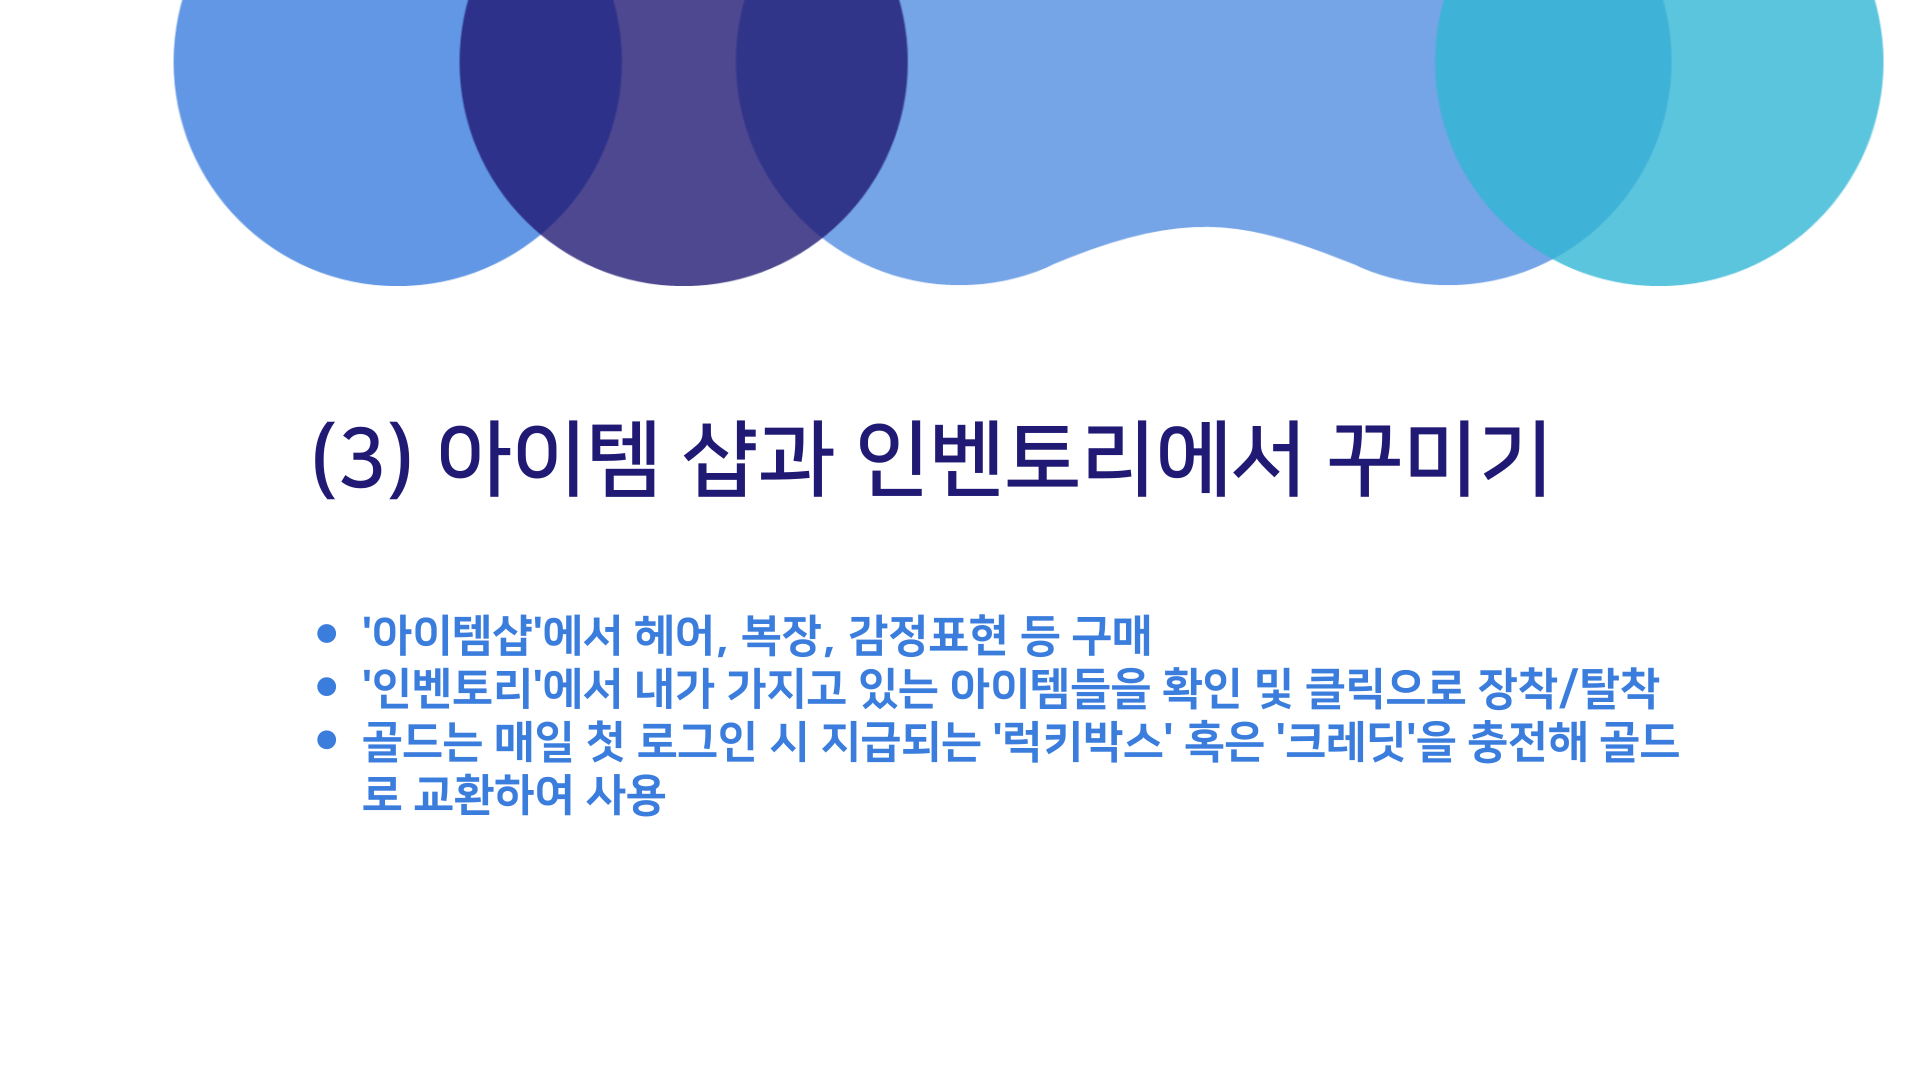 (3) 아이템 샵과 인벤토리에서 꾸미기
● '아이템샵'에서 헤어, 복장, 감정표현 등 구매
● '인벤토리'에서 내가 가지고 있는 아이템들을 확인 및 클릭으로 장착/탈착
● 골드는 매일 첫 로그인 시 지급되는 '럭키박스' 혹은 '크레딧'을 충전해 골드
로 교환하여 사용